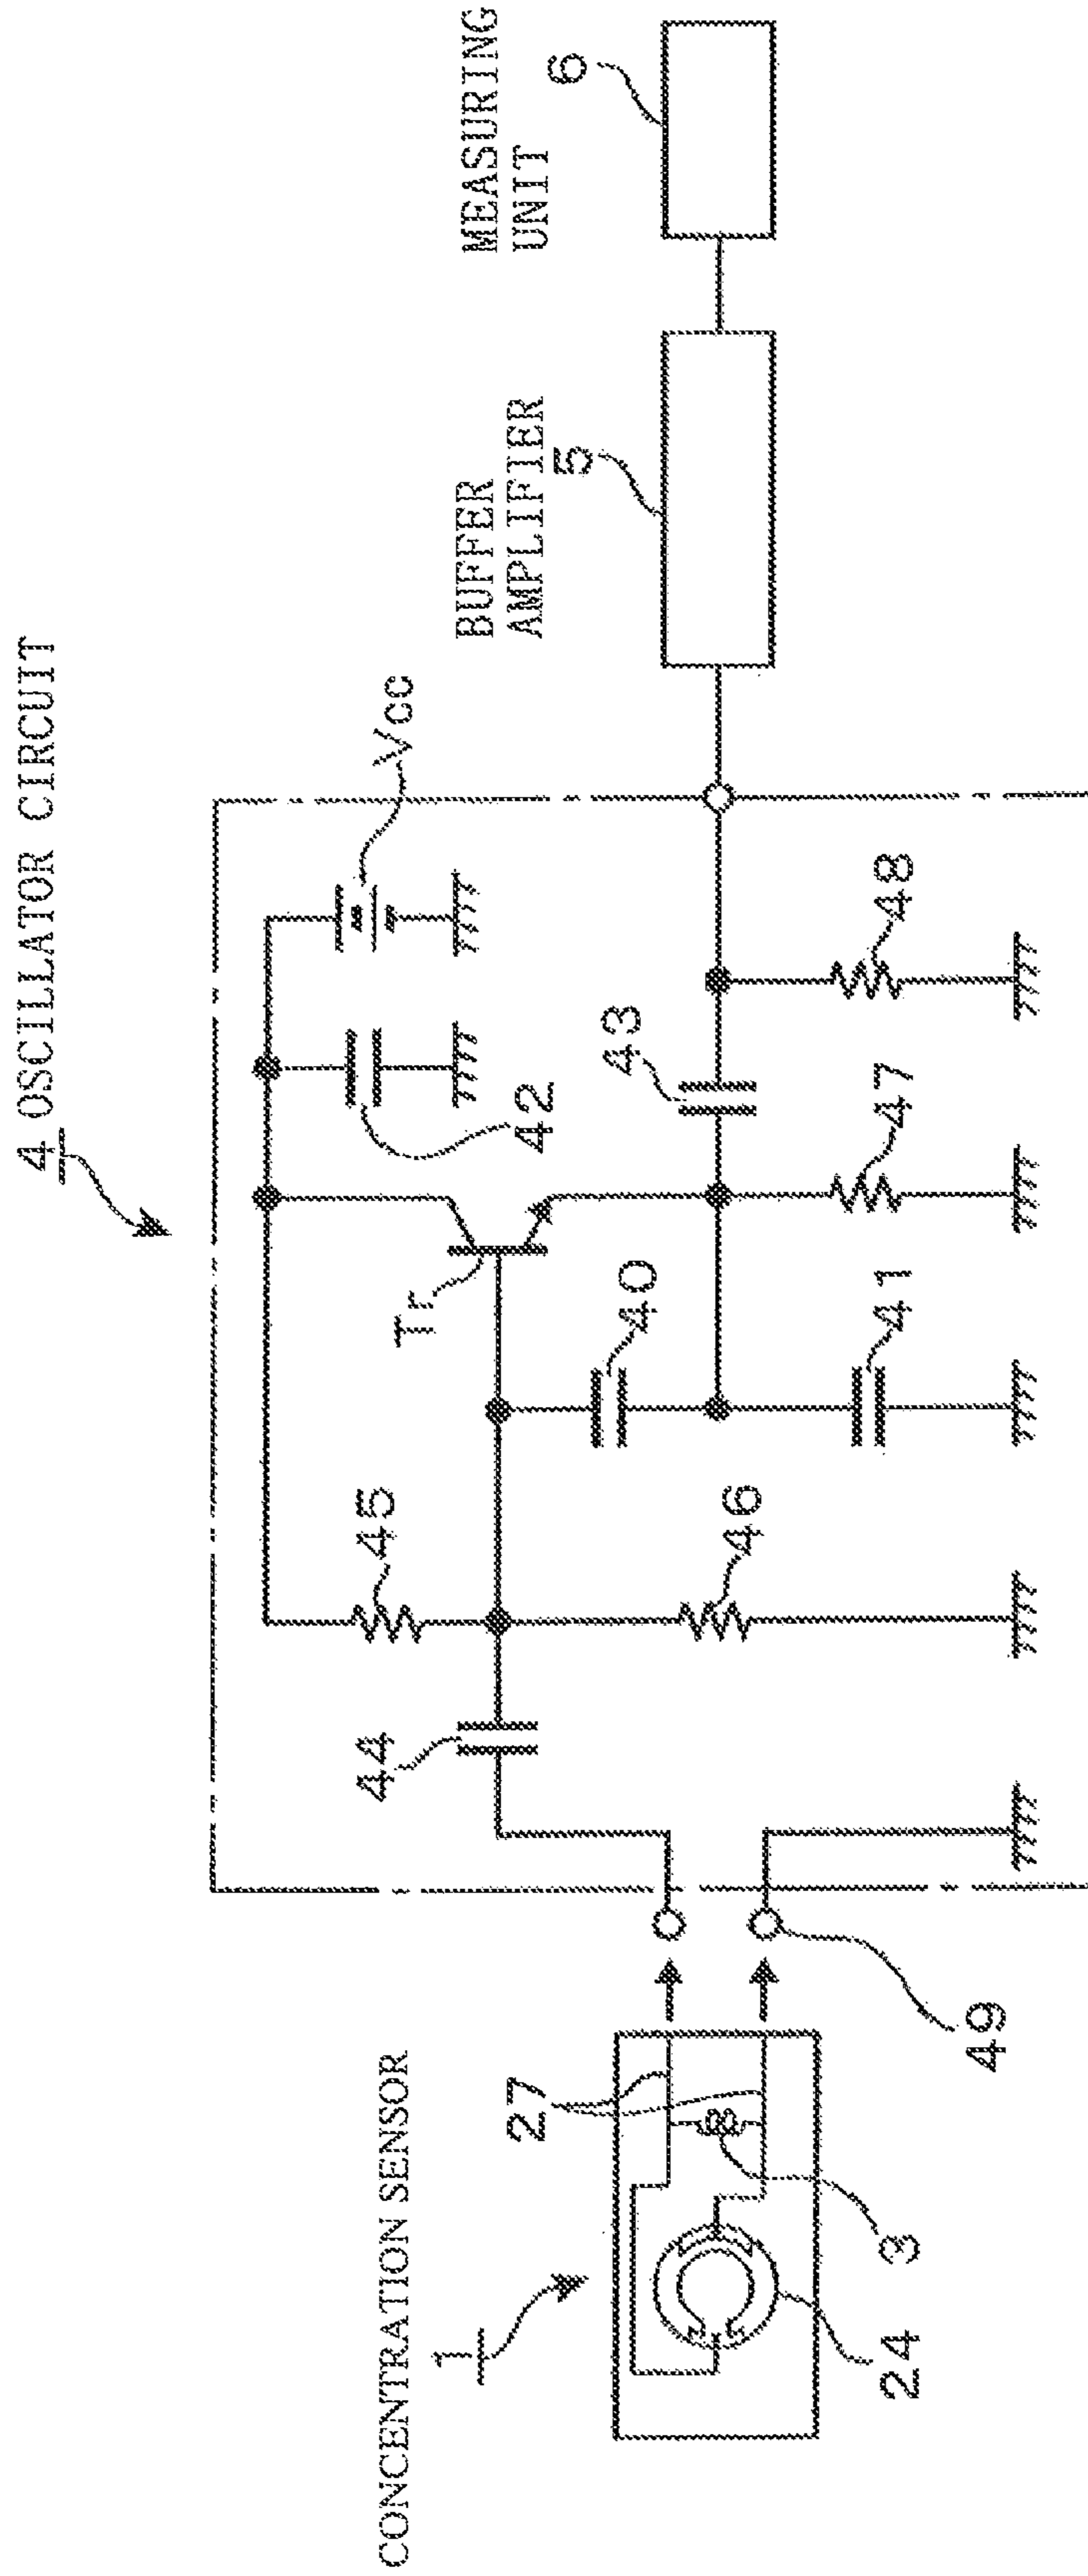 4 OSCILLATOR CIRCUIT
CONCENTRATION SENSOR
1
24
3
27
49
44
45
46
Tr
40
41
42
43
47
48
Vcc
BUFFER
AMPLIFIER
5
MEASURING
UNIT
6